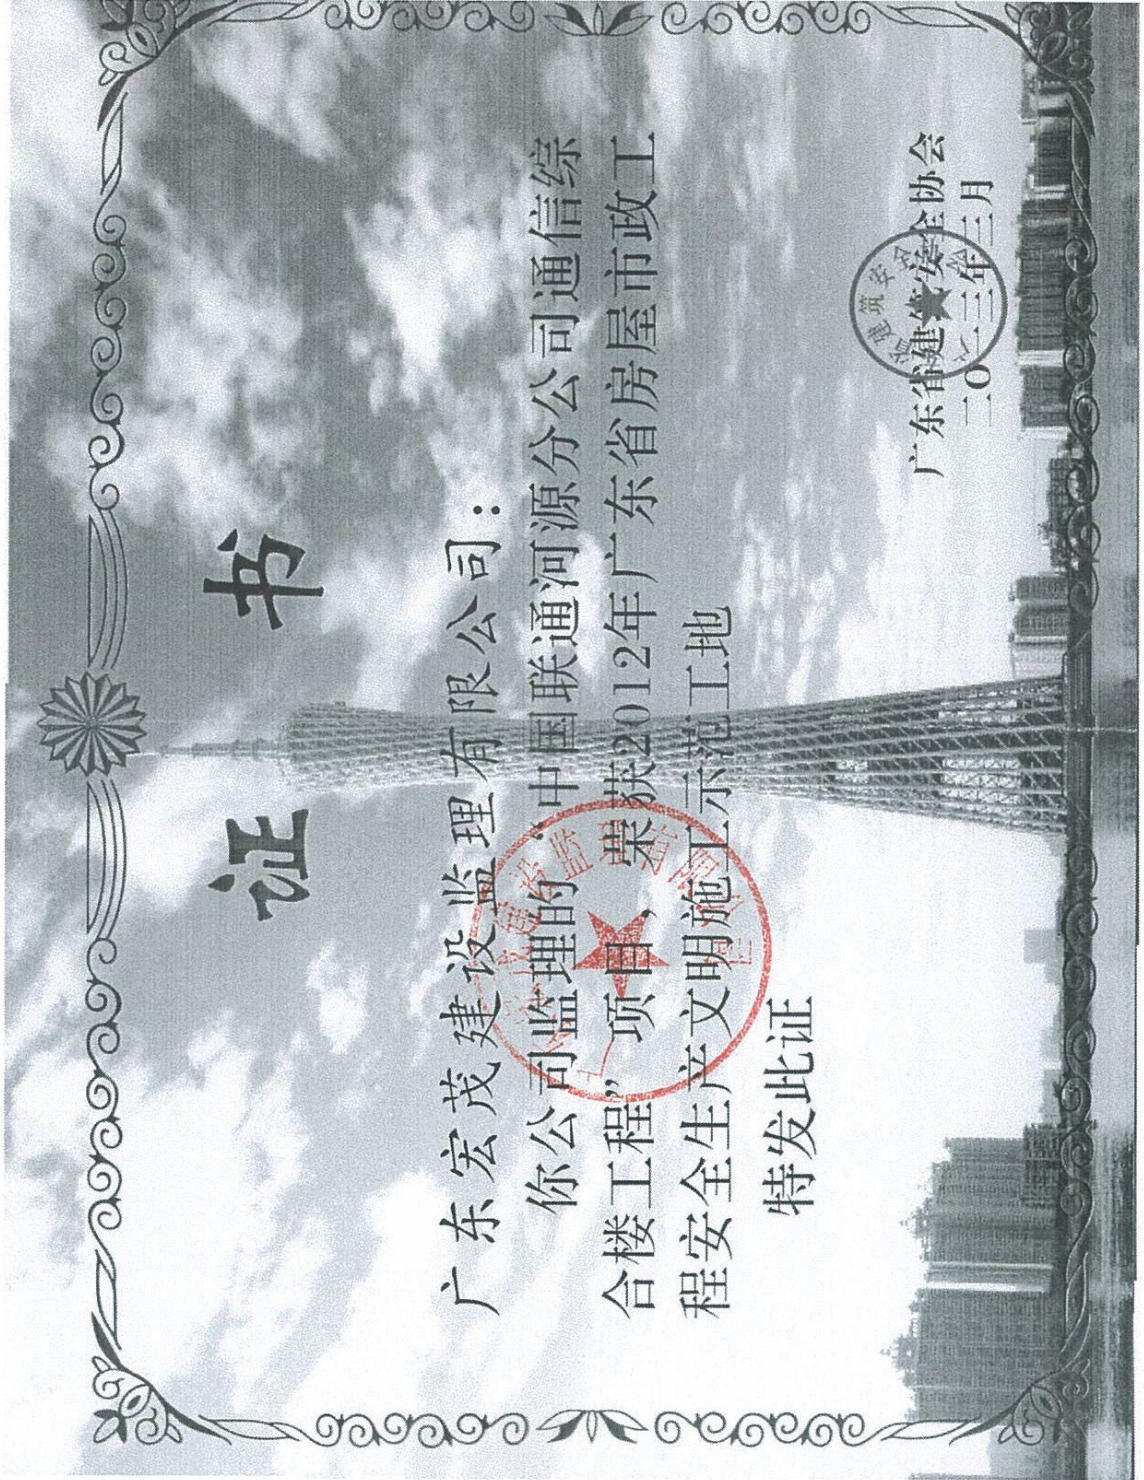 证 书
广东宏茂建设监理有限公司：
你公司监理的“中国联通河源分公司通信综
合楼工程”项目，荣获2012年广东省房屋市政工
程安全生产文明施工示范工地
特发此证
广东省建筑安全协会
二〇一三年三月